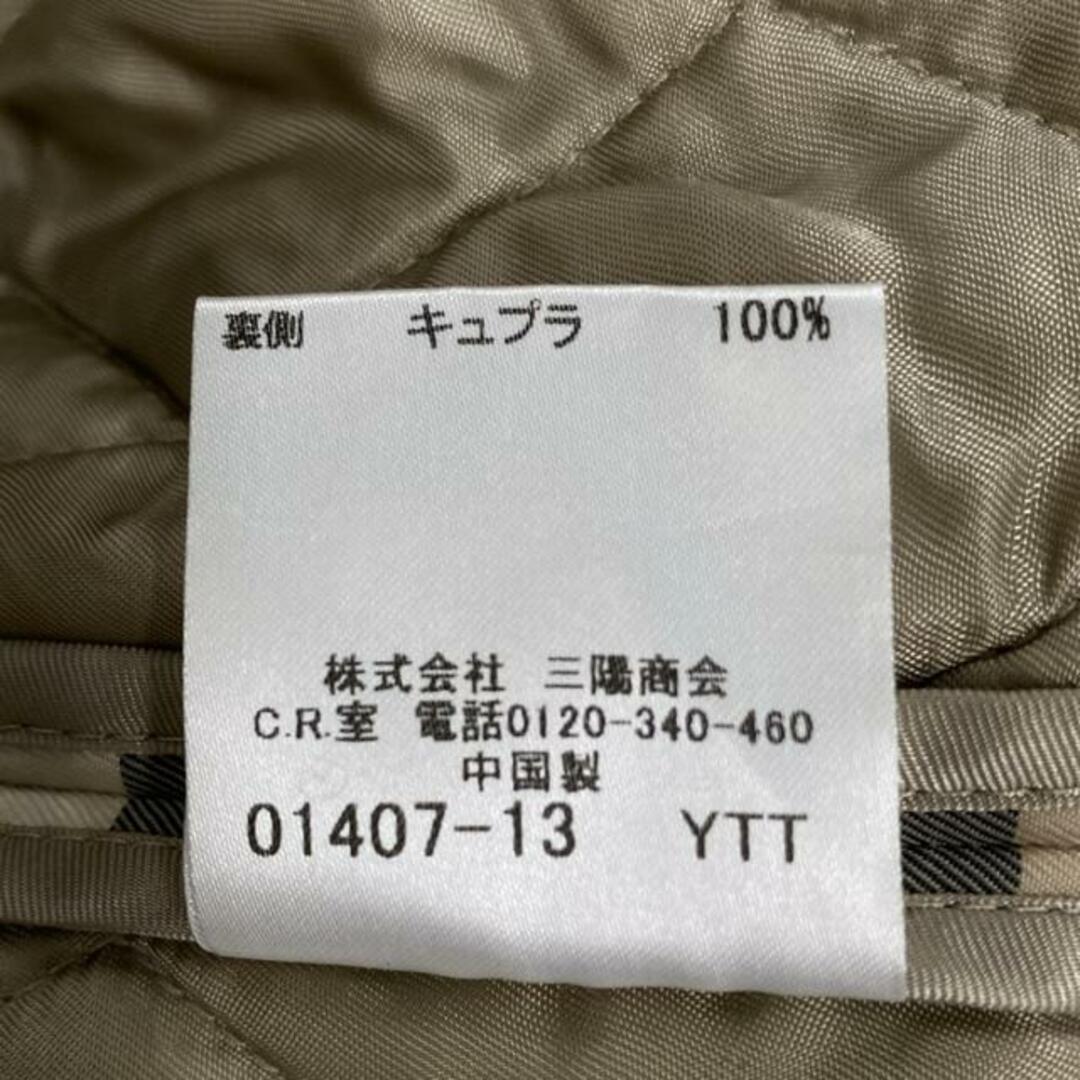 裏側 キュプラ 100%
株式会社 三陽商会
C.R.室 電話0120-340-460
中国製
01407-13 YTT